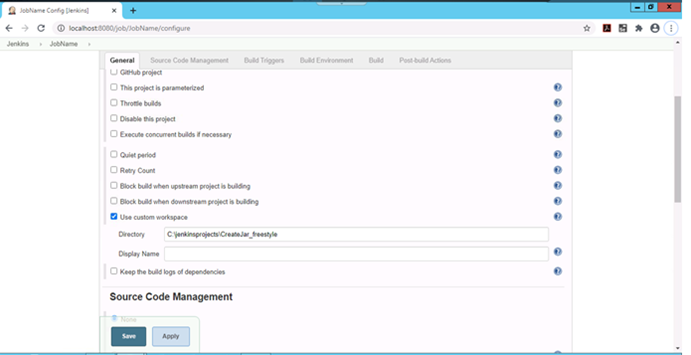 JobName Config [Jenkins]
localhost:8080/job/JobName/configure
Jenkins JobName
General Source Code Management Build Triggers Build Environment Build Post-build Actions
GitHub project
This project is parameterized
Throttle builds
Disable this project
Execute concurrent builds if necessary
Quiet period
Retry Count
Block build when upstream project is building
Block build when downstream project is building
Use custom workspace
Directory C:\jenkinsprojects\CreateJar_freestyle
Display Name
Keep the build logs of dependencies
Source Code Management
None
Save Apply